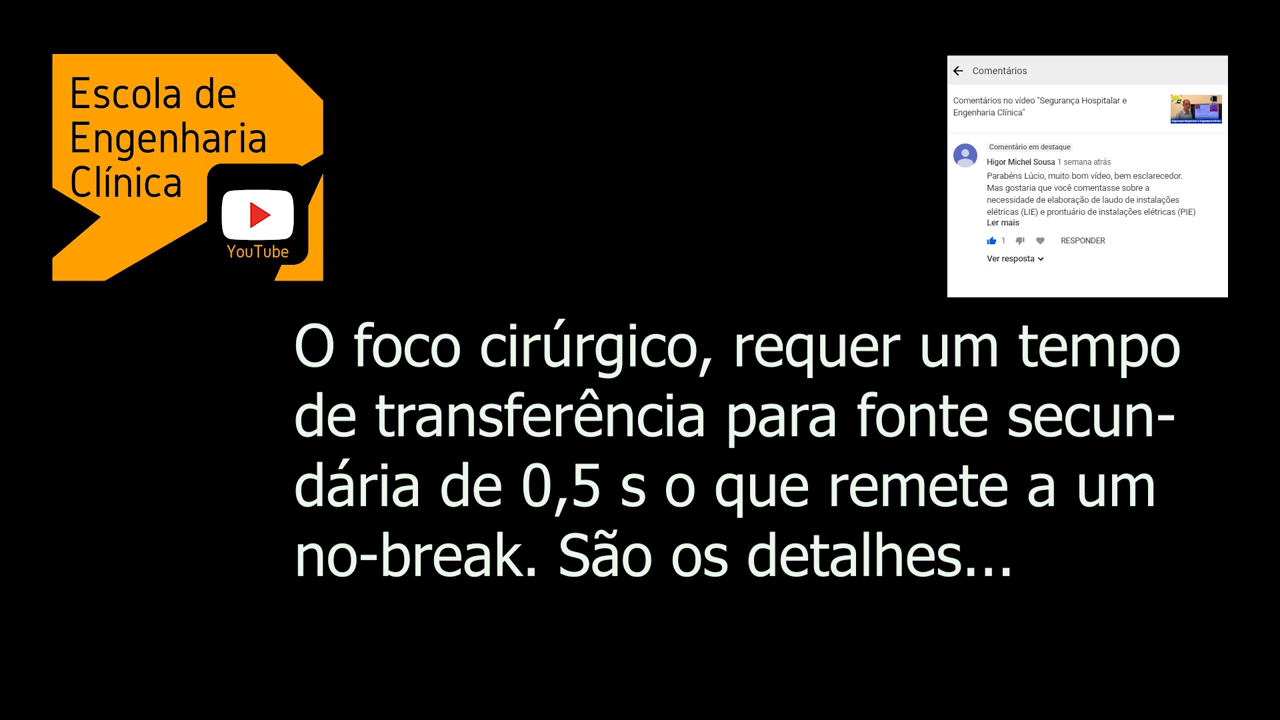 Escola de
Engenharia
Clínica
YouTube
Comentários
Comentários no vídeo "Segurança Hospitalar e
Engenharia Clínica"
Comentário em destaque
Higor Michel Sousa 1 semana atrás
Parabéns Lúcio, muito bom vídeo, bem esclarecedor.
Mas gostaria que você comentasse sobre a
necessidade de elaboração de laudo de instalações
elétricas (LIE) e prontuário de instalações elétricas (PIE)
Ler mais
1 RESPONDER
Ver resposta
O foco cirúrgico, requer um tempo
de transferência para fonte secun-
dária de 0,5 s o que remete a um
no-break. São os detalhes...